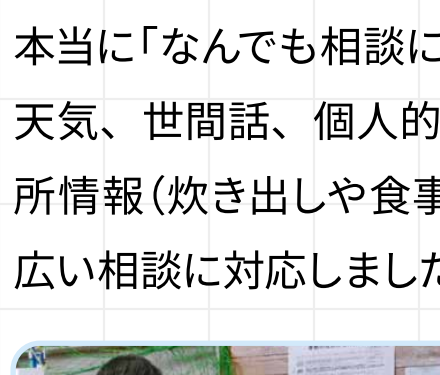 本当に「なんでも相談に
天気、世間話、個人的
所情報（炊き出しや食事
広い相談に対応しました